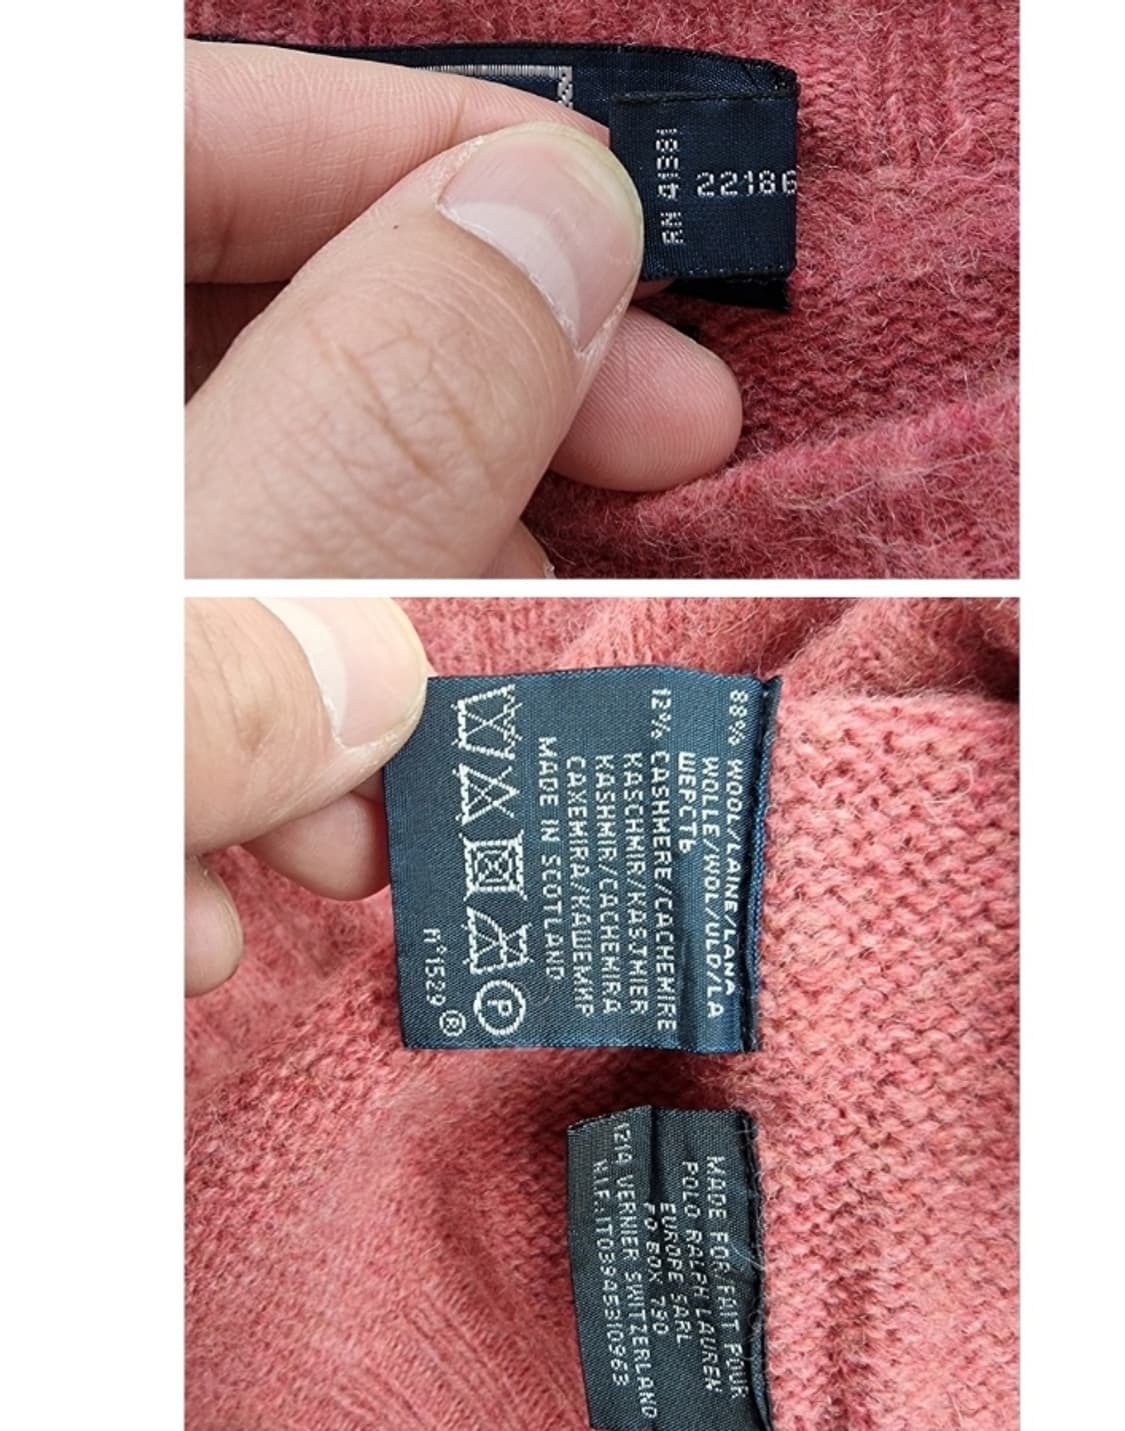 RN 41381
22186
88% WOOL/LAINE/LANA
WOLLE/WOL/ULD/LA
ШЕРСТЬ
12% CASHMERE/CACHEMIRE
KASCHMIR/KASJMIER
KASHMIR/CACHEMIRA
CAXEMIRA/КАШЕМИР
MADE IN SCOTLAND
P
n°1529 ®
MADE FOR/FAIT POUR
POLO RALPH LAUREN
EUROPE SARL
PO BOX 790
1214 VERNIER SWITZERLAND
N.I.F.:IT03945310963